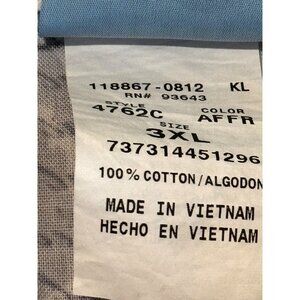 118867-0812 KL
RN# 93643
STYLE COLOR
4762C AFFR
SIZE
3XL
737314451296
100% COTTON/ALGODON
MADE IN VIETNAM
HECHO EN VIETNAM